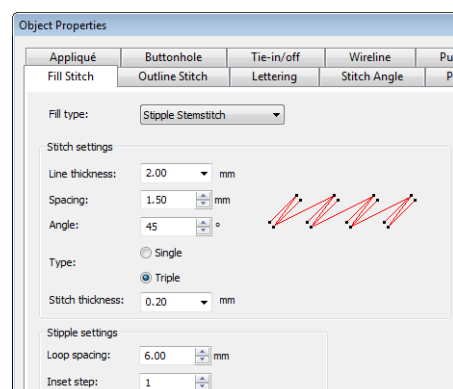 Object Properties
Appliqué Buttonhole Tie-in/off Wireline Pu
Fill Stitch Outline Stitch Lettering Stitch Angle P
Fill type: Stipple Stemstitch
Stitch settings
Line thickness: 2.00 mm
Spacing: 1.50 mm
Angle: 45 °
Type: Single
Triple
Stitch thickness: 0.20 mm
Stipple settings
Loop spacing: 6.00 mm
Inset step: 1